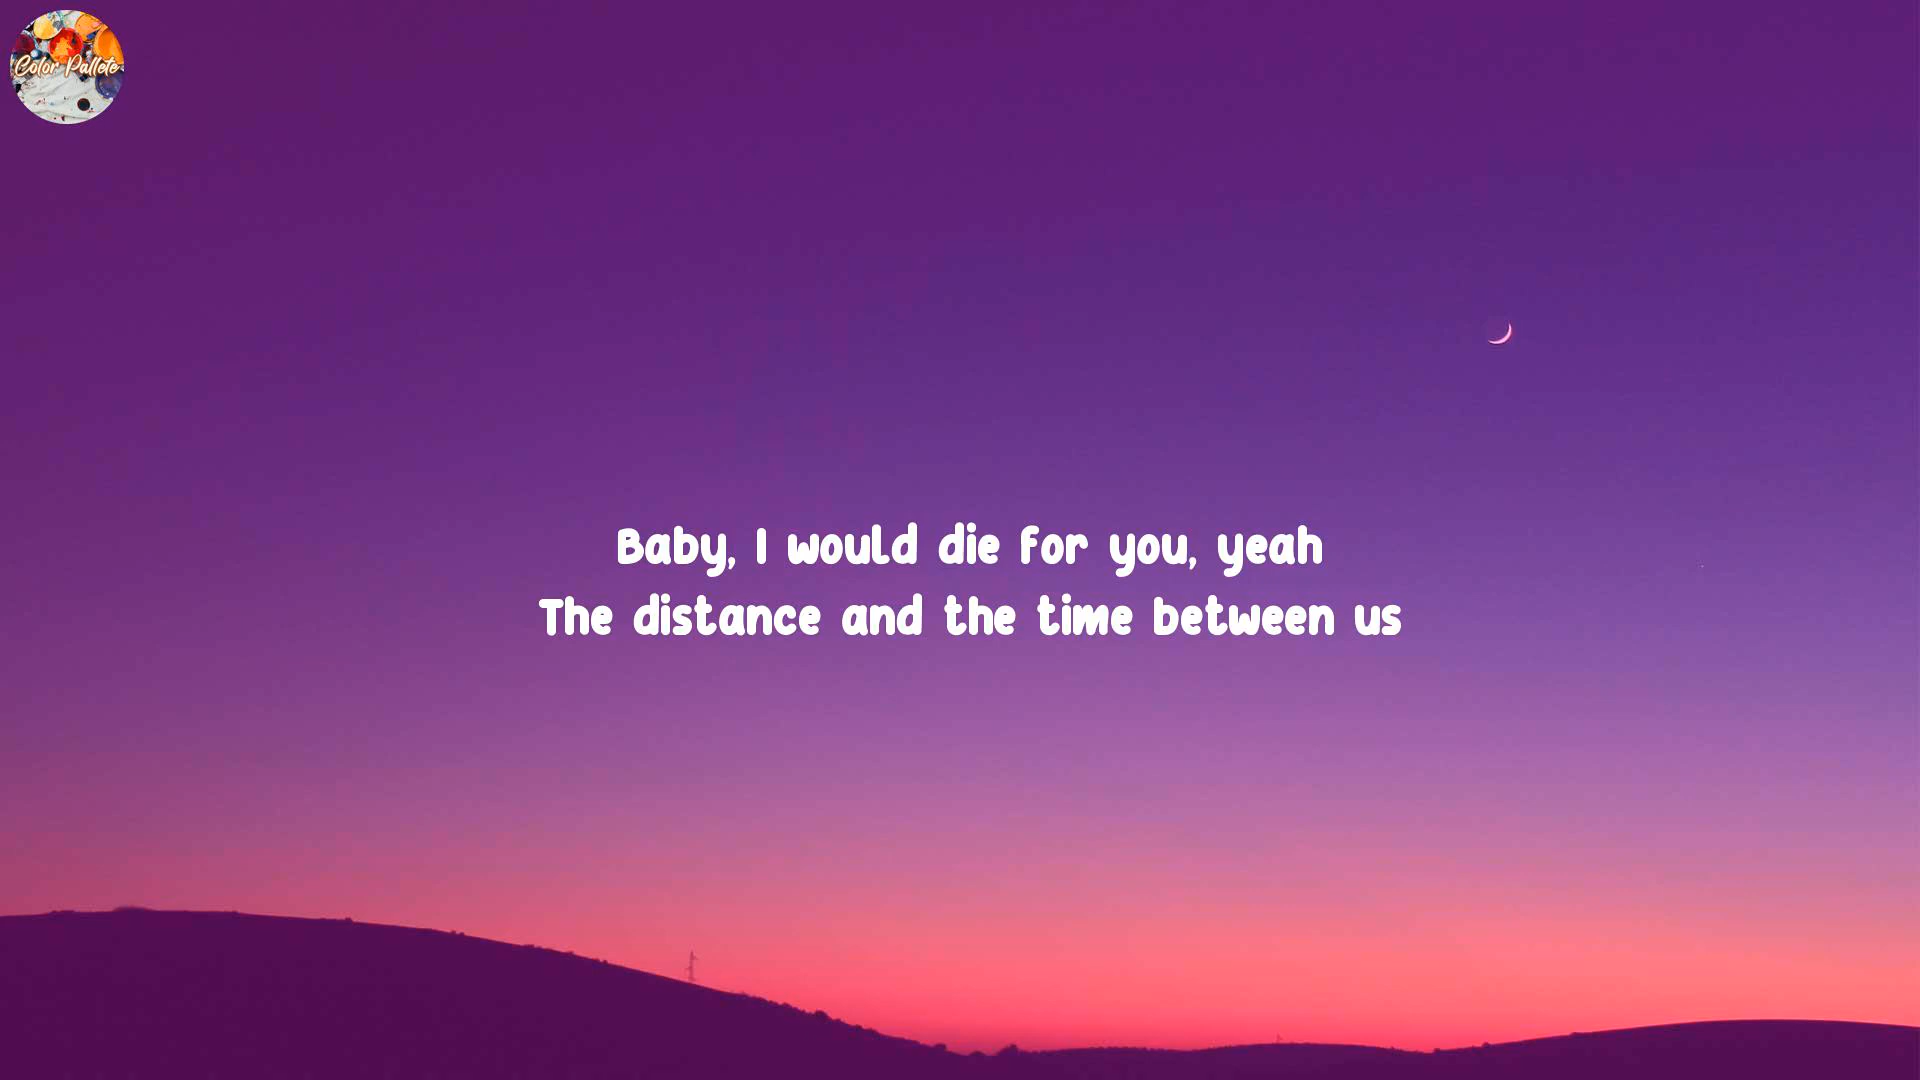 Color Pallete
Baby, I would die for you, yeah
The distance and the time between us